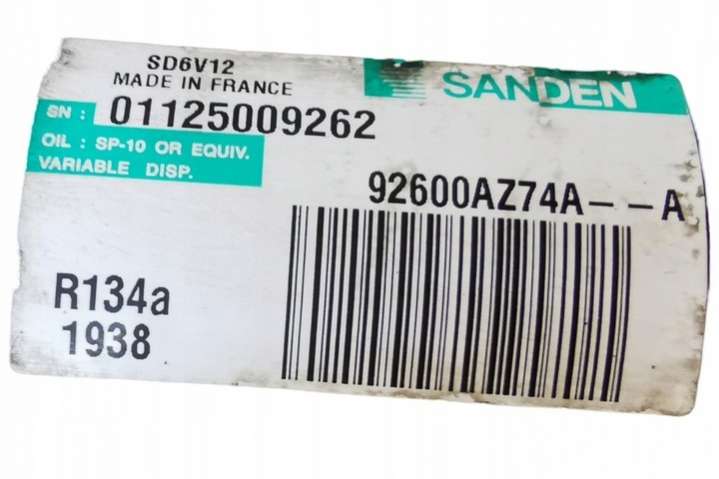 SD6V12
MADE IN FRANCE
SANDEN
SN : 01125009262
OIL : SP-10 OR EQUIV.
VARIABLE DISP.
92600AZ74A--A
R134a
1938